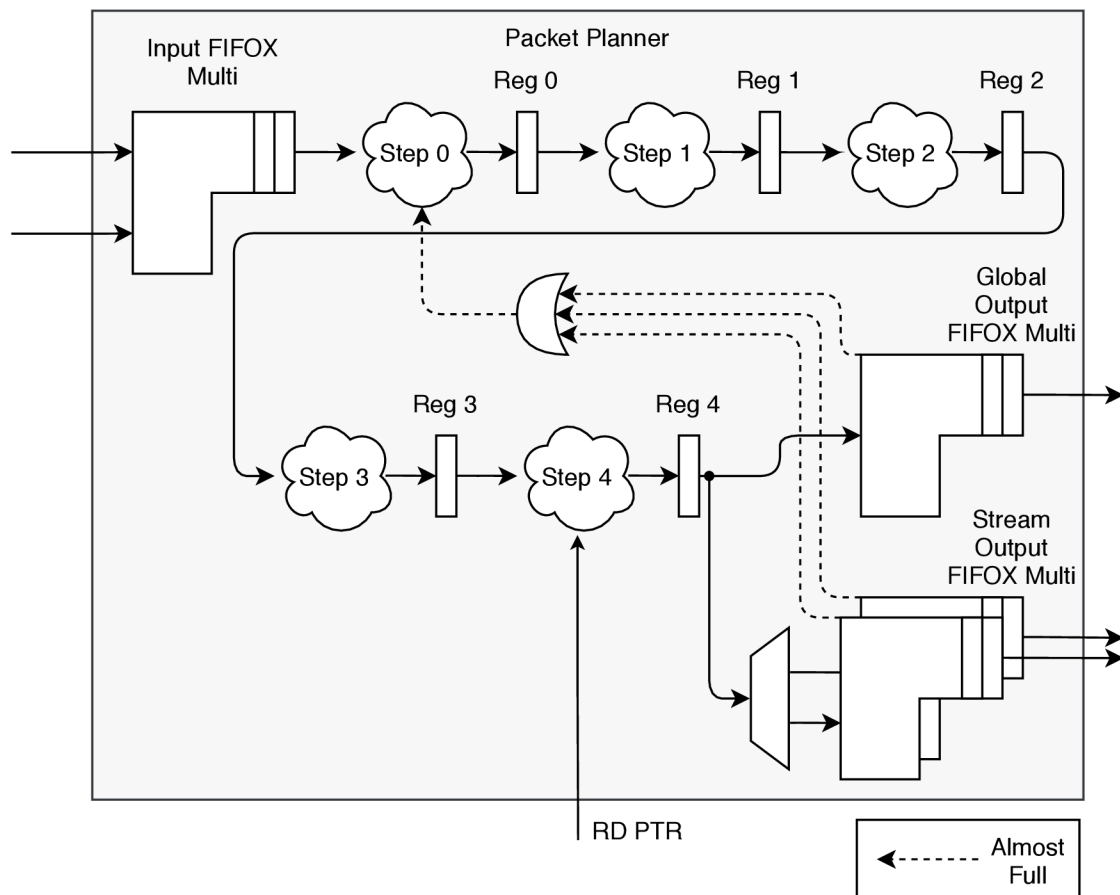 Packet Planner
Input FIFOX
Multi
Reg 0
Reg 1
Reg 2
Step 0
Step 1
Step 2
Global
Output
FIFOX Multi
Reg 3
Reg 4
Step 3
Step 4
Stream
Output
FIFOX Multi
RD PTR
Almost
Full